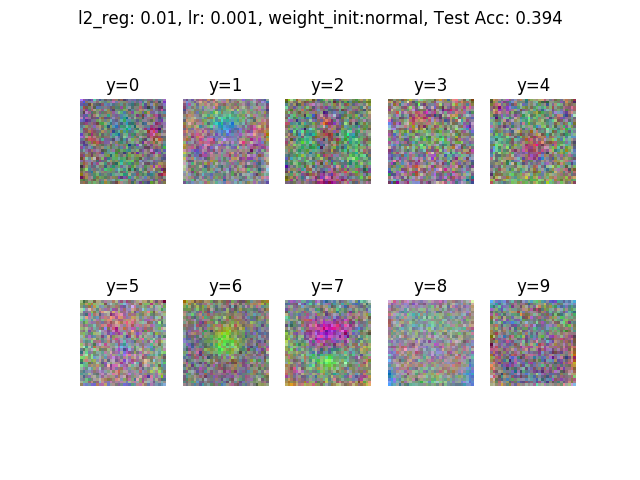 l2_reg: 0.01, lr: 0.001, weight_init:normal, Test Acc: 0.394
y=0 y=1 y=2 y=3 y=4
y=5 y=6 y=7 y=8 y=9